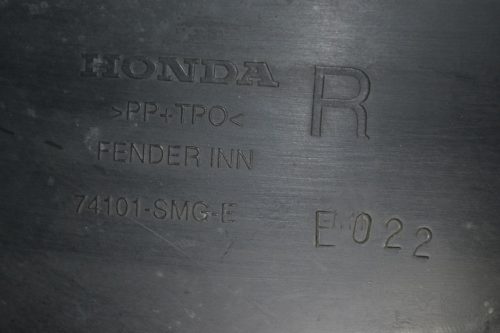 HONDA
R
>PP+TPO<
FENDER INN
74101-SMG-E
E022